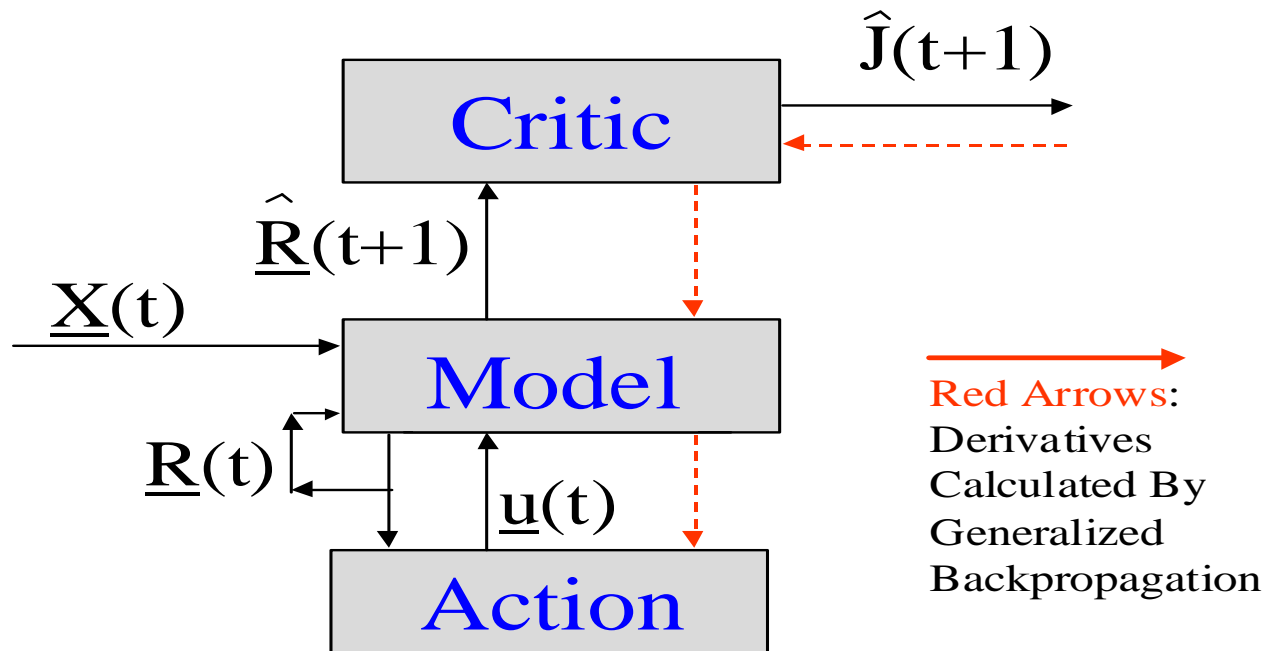 Ĵ(t+1)
Critic
R̲̂(t+1)
X̲(t)
Model
Red Arrows:
Derivatives
R̲(t)
Calculated By
u̲(t)
Generalized
Backpropagation
Action